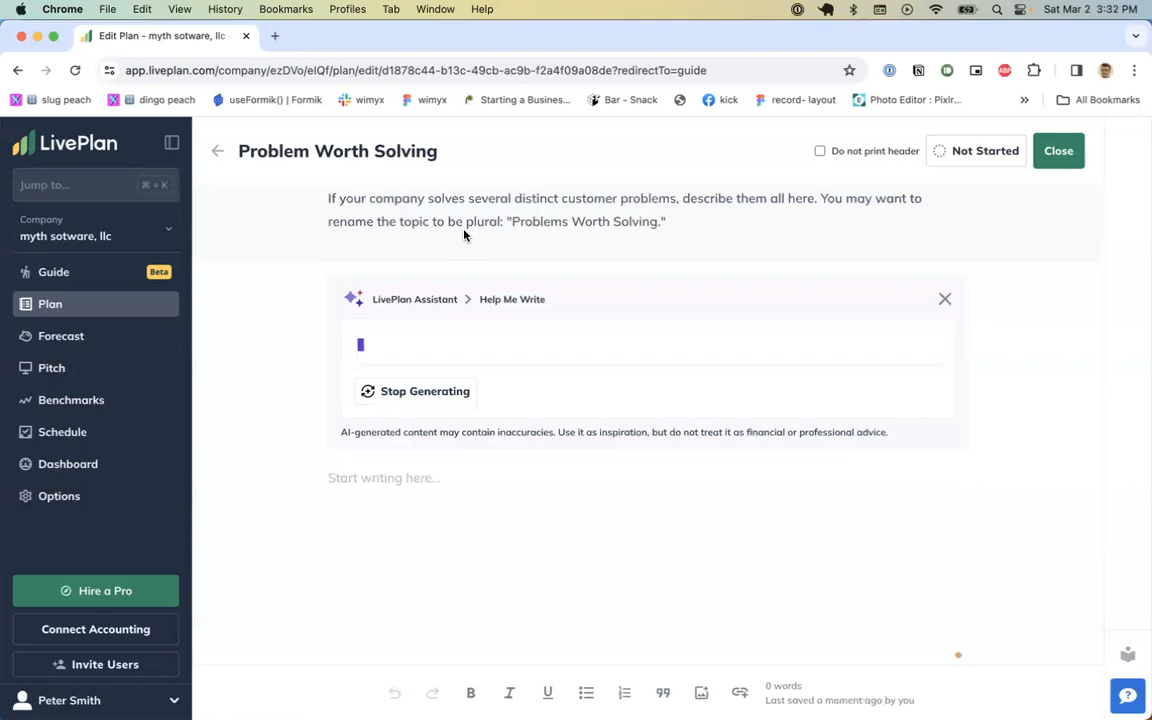 Chrome File Edit View History Bookmarks Profiles Tab Window Help Sat Mar 2 3:32 PM
Edit Plan - myth sotware, llc
app.liveplan.com/company/ezDVo/elQf/plan/edit/d1878c44-b13c-49cb-ac9b-f2a4f09a08de?redirectTo=guide
slug peach dingo peach useFormik() | Formik wimyx wimyx Starting a Busines... Bar - Snack kick record- layout Photo Editor : Pixlr... All Bookmarks
LivePlan
Problem Worth Solving
Do not print header
Not Started
Close
Jump to... ⌘ + K
If your company solves several distinct customer problems, describe them all here. You may want to
rename the topic to be plural: "Problems Worth Solving."
Company
myth sotware, llc
Guide Beta
Plan
Forecast
Pitch
Benchmarks
Schedule
Dashboard
Options
LivePlan Assistant > Help Me Write
Stop Generating
AI-generated content may contain inaccuracies. Use it as inspiration, but do not treat it as financial or professional advice.
Start writing here...
Hire a Pro
Connect Accounting
Invite Users
Peter Smith
B I U 99
0 words
Last saved a moment ago by you